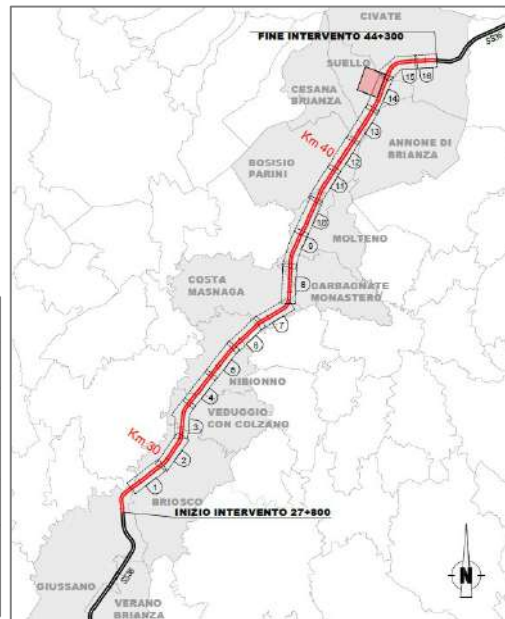 CIVATE
FINE INTERVENTO 44+300
SS36
SUELLO
15
16
CESANA
BRIANZA
14
13
Km 40
ANNONE DI
BRIANZA
12
BOSISIO
PARINI
11
10
MOLTENO
9
COSTA
MASNAGA
8
GARBAGNATE
MONASTERO
7
6
5
NIBIONNO
4
VEDUGGIO
CON COLZANO
3
Km 30
2
1
BRIOSCO
INIZIO INTERVENTO 27+800
N
GIUSSANO
SS36
VERANO
BRIANZA